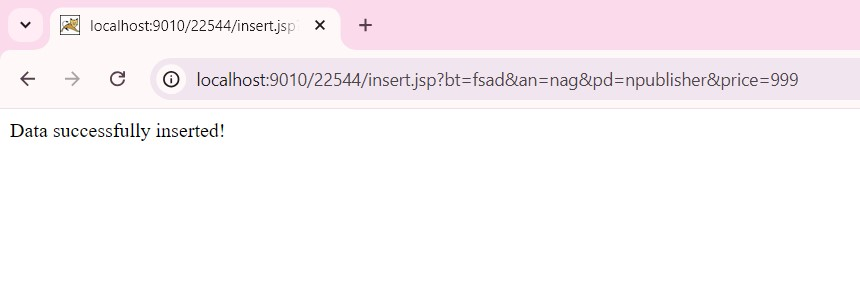 localhost:9010/22544/insert.jsp
localhost:9010/22544/insert.jsp?bt=fsad&an=nag&pd=npublisher&price=999
Data successfully inserted!